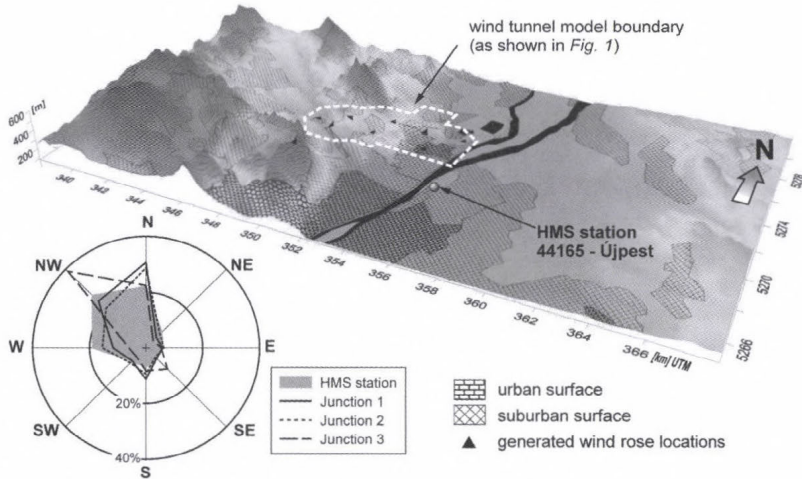 wind tunnel model boundary
(as shown in Fig. 1)
600 [m]
400
200
340
342
344
346
348
350
352
354
356
358
360
362
364
366 [km] UTM
5266
5270
5274
527
N
HMS station
44165 - Újpest
N
NW
NE
W
E
SW
SE
S
20%
40%
HMS station
Junction 1
Junction 2
Junction 3
urban surface
suburban surface
generated wind rose locations